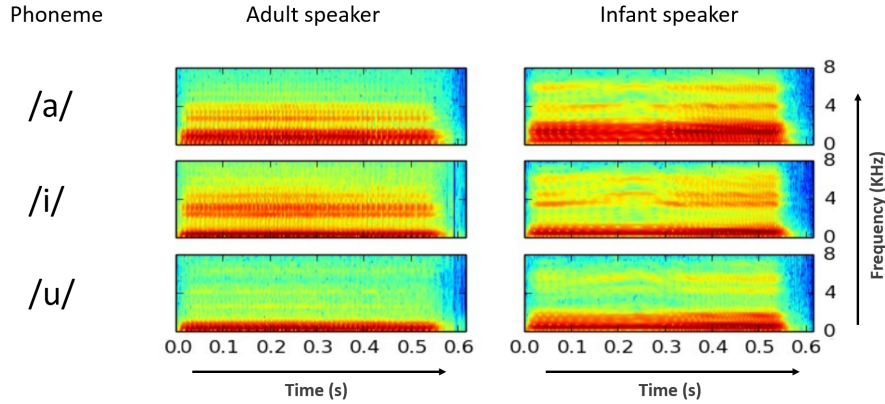 Phoneme Adult speaker Infant speaker
/a/
8
4
0
/i/
8
4
0
/u/
8
4
0
0.0 0.1 0.2 0.3 0.4 0.5 0.6 0.0 0.1 0.2 0.3 0.4 0.5 0.6
Time (s) Time (s)
Frequency (KHz)